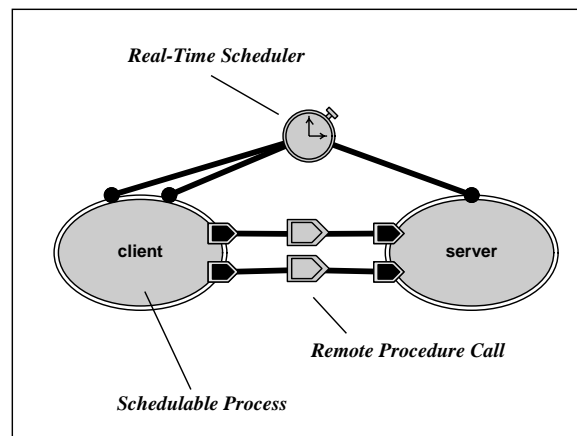 Real-Time Scheduler
client
server
Remote Procedure Call
Schedulable Process